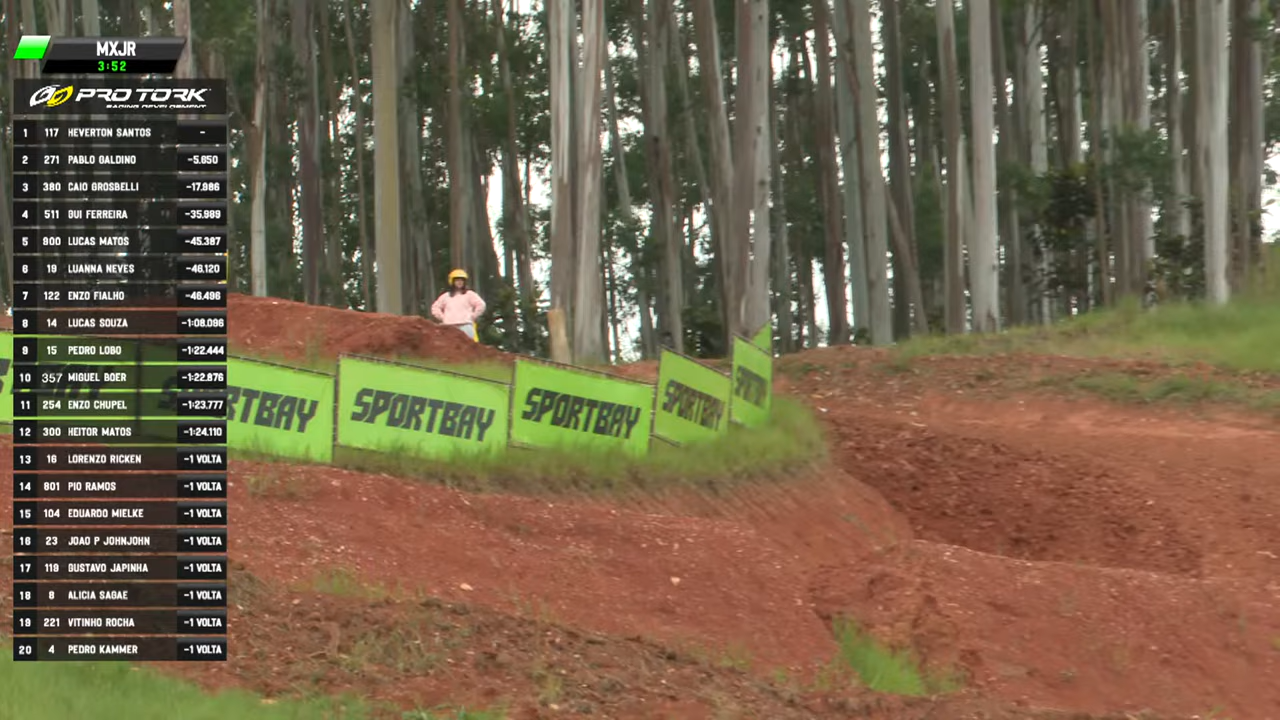 MXJR
3:52
PRO TORK
RACING DEVELOPMENT
1 117 HEVERTON SANTOS -
2 271 PABLO GALDINO -5.650
3 380 CAIO GROSBELLI -17.986
4 511 GUI FERREIRA -35.989
5 900 LUCAS MATOS -45.387
6 19 LUANNA NEVES -46.120
7 122 ENZO FIALHO -46.496
8 14 LUCAS SOUZA -1:08.096
9 15 PEDRO LOBO -1:22.444
10 357 MIGUEL BOER -1:22.876
11 254 ENZO CHUPEL -1:23.777
12 300 HEITOR MATOS -1:24.110
13 16 LORENZO RICKEN -1 VOLTA
14 801 PIO RAMOS -1 VOLTA
15 104 EDUARDO MIELKE -1 VOLTA
16 23 JOAO P JOHNJOHN -1 VOLTA
17 119 GUSTAVO JAPINHA -1 VOLTA
18 8 ALICIA SAGAE -1 VOLTA
19 221 VITINHO ROCHA -1 VOLTA
20 4 PEDRO KAMMER -1 VOLTA
SPORTBAY
SPORTBAY
SPORTBAY
SPORTBAY